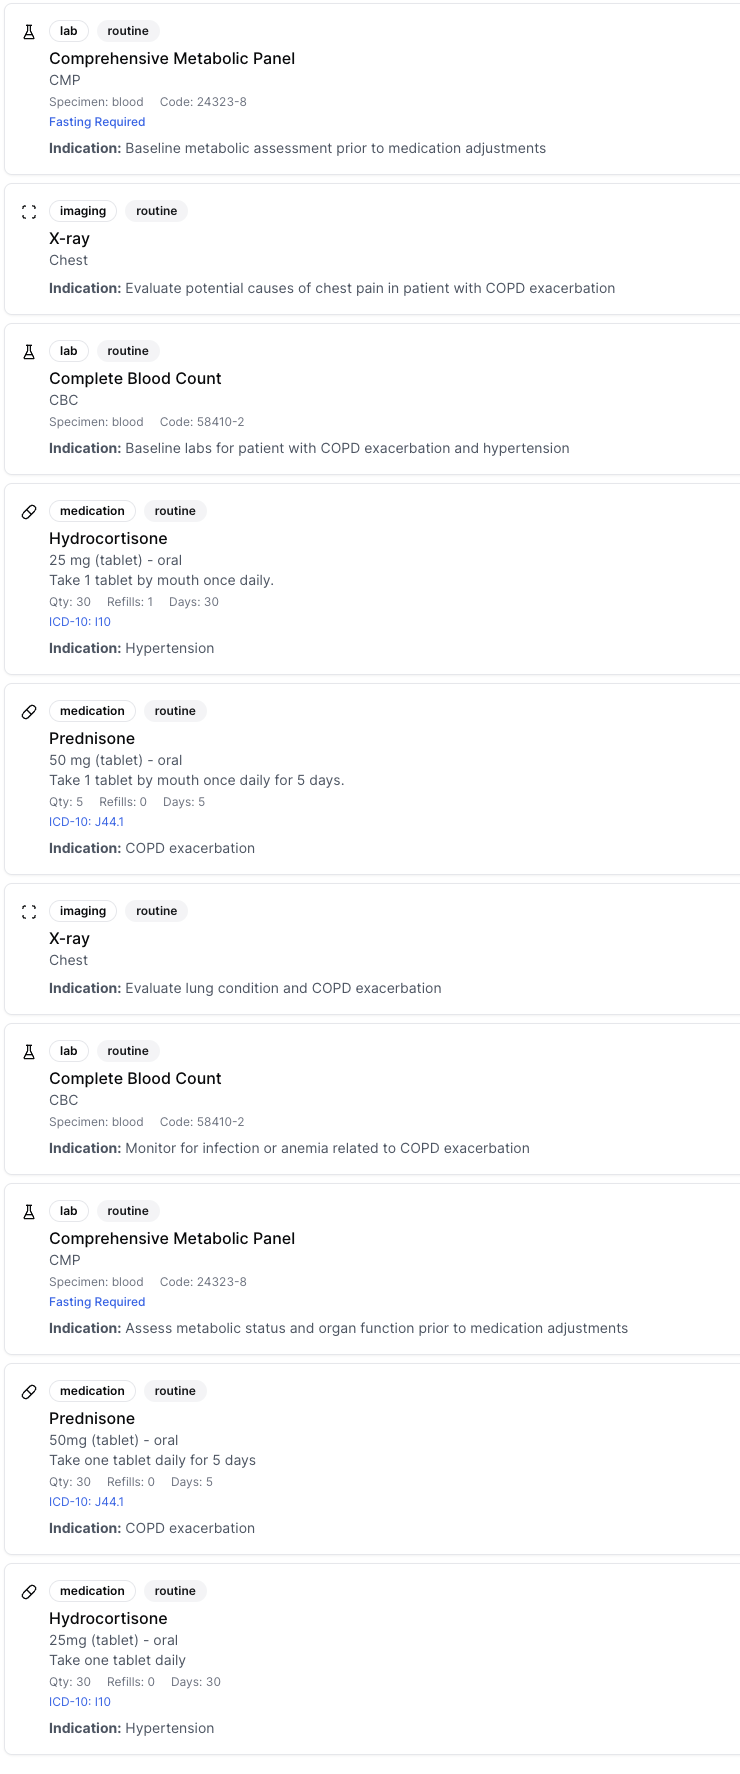 lab routine
Comprehensive Metabolic Panel
CMP
Specimen: blood Code: 24323-8
Fasting Required
Indication: Baseline metabolic assessment prior to medication adjustments
imaging routine
X-ray
Chest
Indication: Evaluate potential causes of chest pain in patient with COPD exacerbation
lab routine
Complete Blood Count
CBC
Specimen: blood Code: 58410-2
Indication: Baseline labs for patient with COPD exacerbation and hypertension
medication routine
Hydrocortisone
25 mg (tablet) - oral
Take 1 tablet by mouth once daily.
Qty: 30 Refills: 1 Days: 30
ICD-10: I10
Indication: Hypertension
medication routine
Prednisone
50 mg (tablet) - oral
Take 1 tablet by mouth once daily for 5 days.
Qty: 5 Refills: 0 Days: 5
ICD-10: J44.1
Indication: COPD exacerbation
imaging routine
X-ray
Chest
Indication: Evaluate lung condition and COPD exacerbation
lab routine
Complete Blood Count
CBC
Specimen: blood Code: 58410-2
Indication: Monitor for infection or anemia related to COPD exacerbation
lab routine
Comprehensive Metabolic Panel
CMP
Specimen: blood Code: 24323-8
Fasting Required
Indication: Assess metabolic status and organ function prior to medication adjustments
medication routine
Prednisone
50mg (tablet) - oral
Take one tablet daily for 5 days
Qty: 30 Refills: 0 Days: 5
ICD-10: J44.1
Indication: COPD exacerbation
medication routine
Hydrocortisone
25mg (tablet) - oral
Take one tablet daily
Qty: 30 Refills: 0 Days: 30
ICD-10: I10
Indication: Hypertension